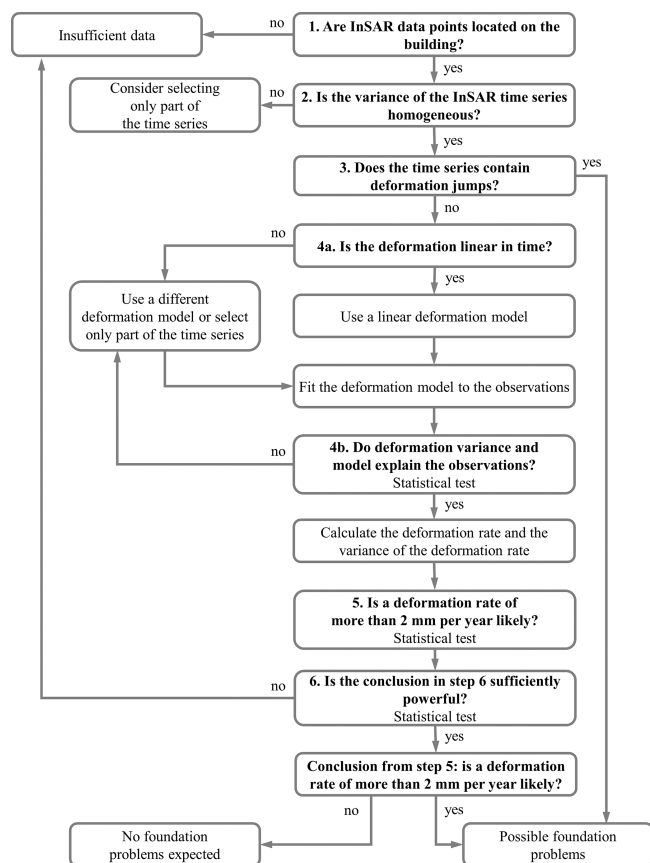 Insufficient data
no
1. Are InSAR data points located on the
building?
yes
Consider selecting
only part of
the time series
no
2. Is the variance of the InSAR time series
homogeneous?
yes
3. Does the time series contain
deformation jumps?
yes
no
no
4a. Is the deformation linear in time?
yes
Use a different
deformation model or select
only part of the time series
Use a linear deformation model
Fit the deformation model to the observations
no
4b. Do deformation variance and
model explain the observations?
Statistical test
yes
Calculate the deformation rate and the
variance of the deformation rate
5. Is a deformation rate of
more than 2 mm per year likely?
Statistical test
no
6. Is the conclusion in step 6 sufficiently
powerful?
Statistical test
yes
Conclusion from step 5: is a deformation
rate of more than 2 mm per year likely?
no
yes
No foundation
problems expected
Possible foundation
problems